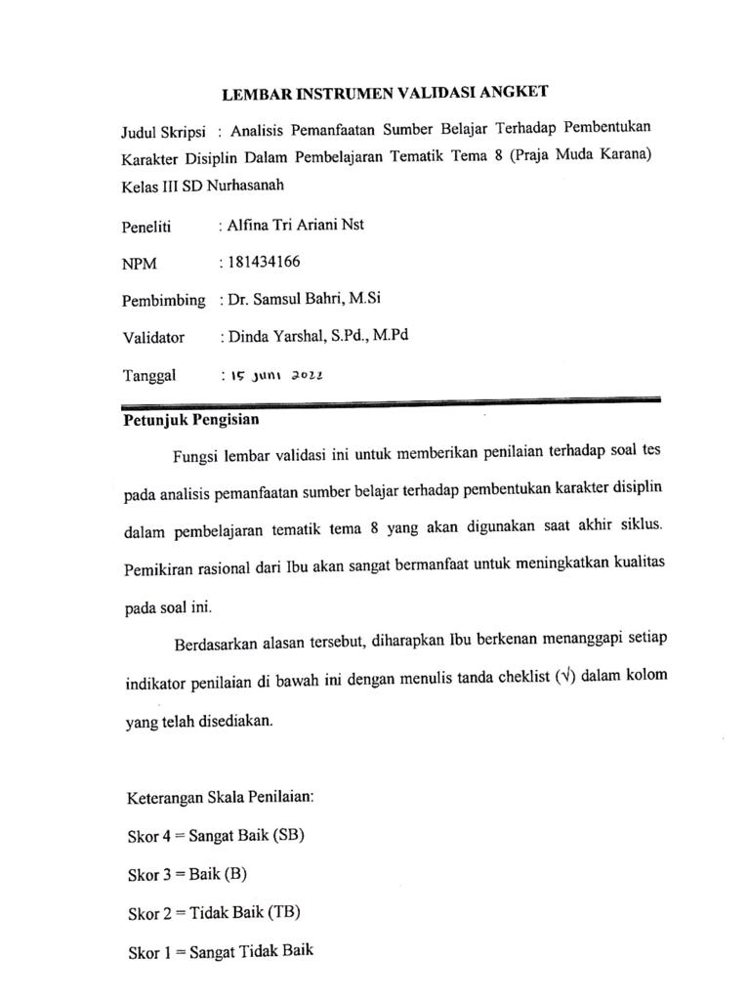 LEMBAR INSTRUMEN VALIDASI ANGKET
Judul Skripsi : Analisis Pemanfaatan Sumber Belajar Terhadap Pembentukan
Karakter Disiplin Dalam Pembelajaran Tematik Tema 8 (Praja Muda Karana)
Kelas III SD Nurhasanah
Peneliti : Alfina Tri Ariani Nst
NPM : 181434166
Pembimbing : Dr. Samsul Bahri, M.Si
Validator : Dinda Yarshal, S.Pd., M.Pd
Tanggal : 15 Juni 2022
Petunjuk Pengisian
Fungsi lembar validasi ini untuk memberikan penilaian terhadap soal tes
pada analisis pemanfaatan sumber belajar terhadap pembentukan karakter disiplin
dalam pembelajaran tematik tema 8 yang akan digunakan saat akhir siklus.
Pemikiran rasional dari Ibu akan sangat bermanfaat untuk meningkatkan kualitas
pada soal ini.
Berdasarkan alasan tersebut, diharapkan Ibu berkenan menanggapi setiap
indikator penilaian di bawah ini dengan menulis tanda cheklist (√) dalam kolom
yang telah disediakan.
Keterangan Skala Penilaian:
Skor 4 = Sangat Baik (SB)
Skor 3 = Baik (B)
Skor 2 = Tidak Baik (TB)
Skor 1 = Sangat Tidak Baik